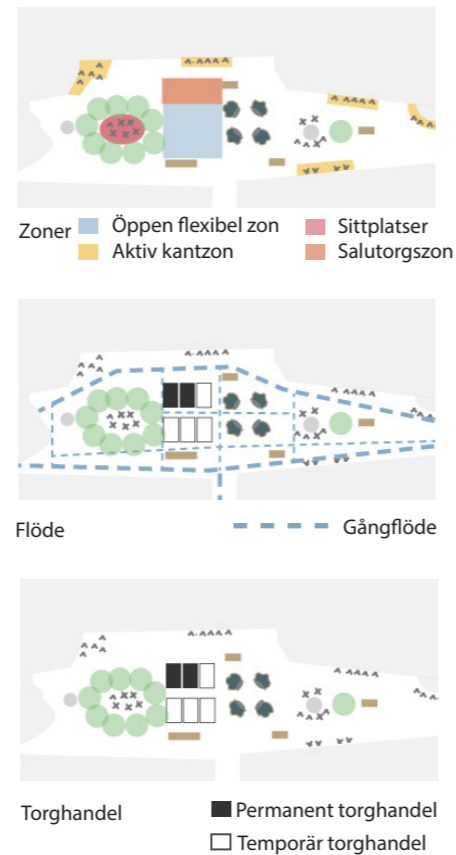 Zoner
Öppen flexibel zon
Sittplatser
Aktiv kantzon
Salutorgszon
Flöde
Gångflöde
Torghandel
Permanent torghandel
Temporär torghandel